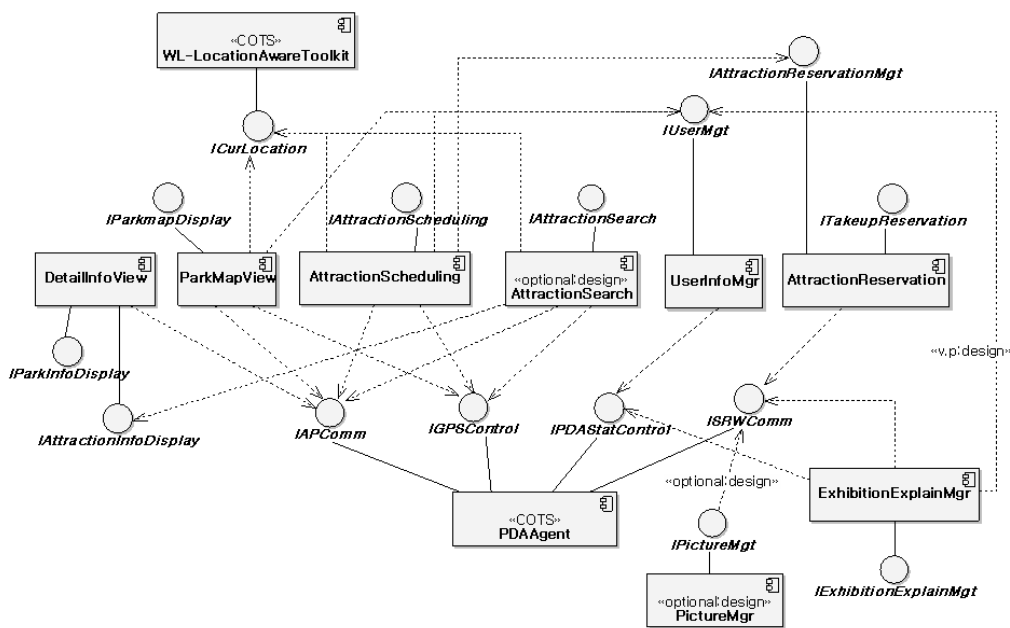 «COTS»
WL-LocationAwareToolkit
IAttractionReservationMgt
IUserMgt
ICurLocation
IParkmapDisplay
IAttractionScheduling
IAttractionSearch
ITakeupReservation
DetailInfoView
ParkMapView
AttractionScheduling
«optional:design»
AttractionSearch
UserInfoMgr
AttractionReservation
«v.p:design»
IParkInfoDisplay
IAttractionInfoDisplay
IAPComm
IGPSControl
IPDAStatControl
ISRWComm
«optional:design»
ExhibitionExplainMgr
«COTS»
PDAAgent
IPictureMgt
IExhibitionExplainMgt
«optional:design»
PictureMgr